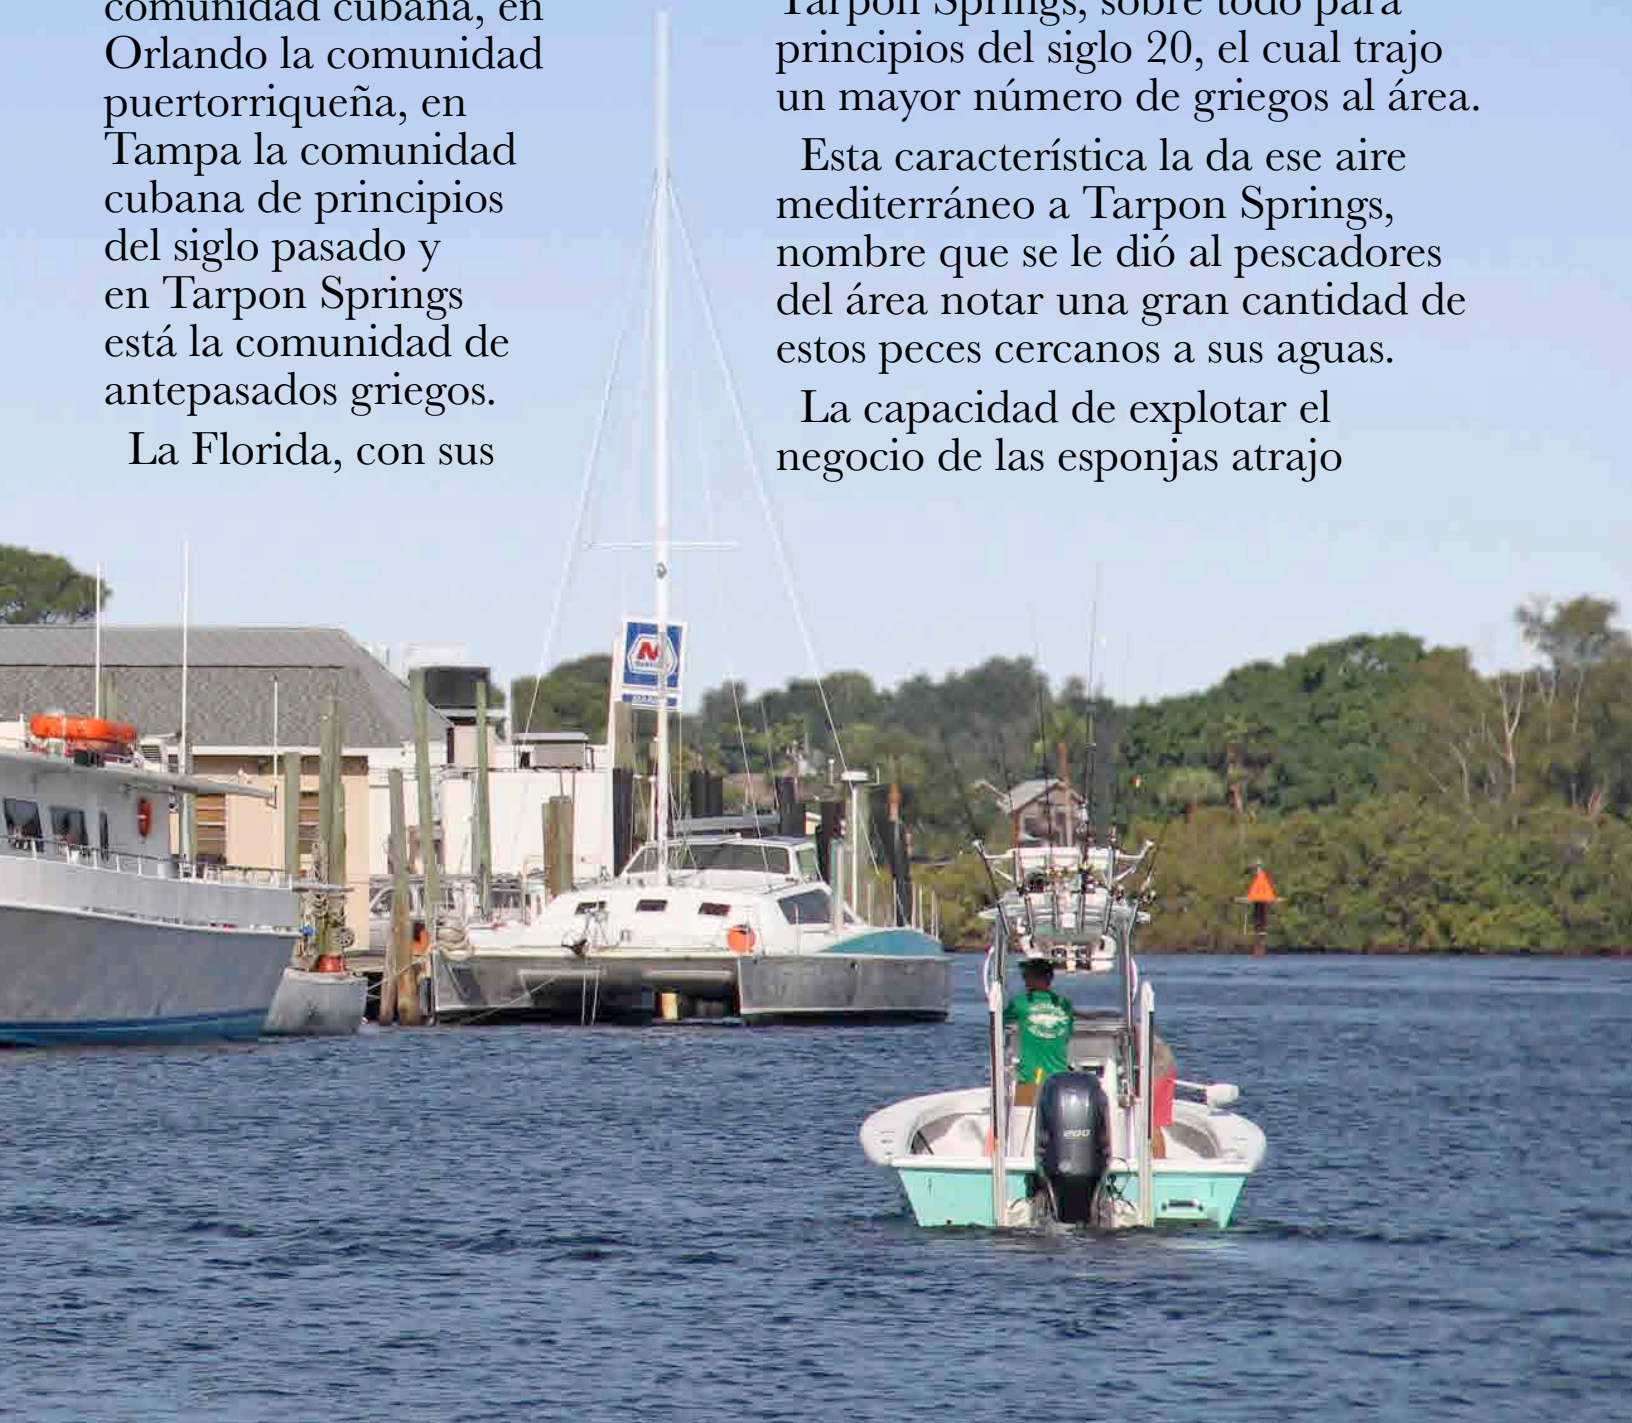 comunidad cubana, en
Orlando la comunidad
puertorriqueña, en
Tampa la comunidad
cubana de principios
del siglo pasado y
en Tarpon Springs
está la comunidad de
antepasados griegos.
La Florida, con sus
Tarpon Springs, sobre todo para
principios del siglo 20, el cual trajo
un mayor número de griegos al área.
Esta característica la da ese aire
mediterráneo a Tarpon Springs,
nombre que se le dió al pescadores
del área notar una gran cantidad de
estos peces cercanos a sus aguas.
La capacidad de explotar el
negocio de las esponjas atrajo
200